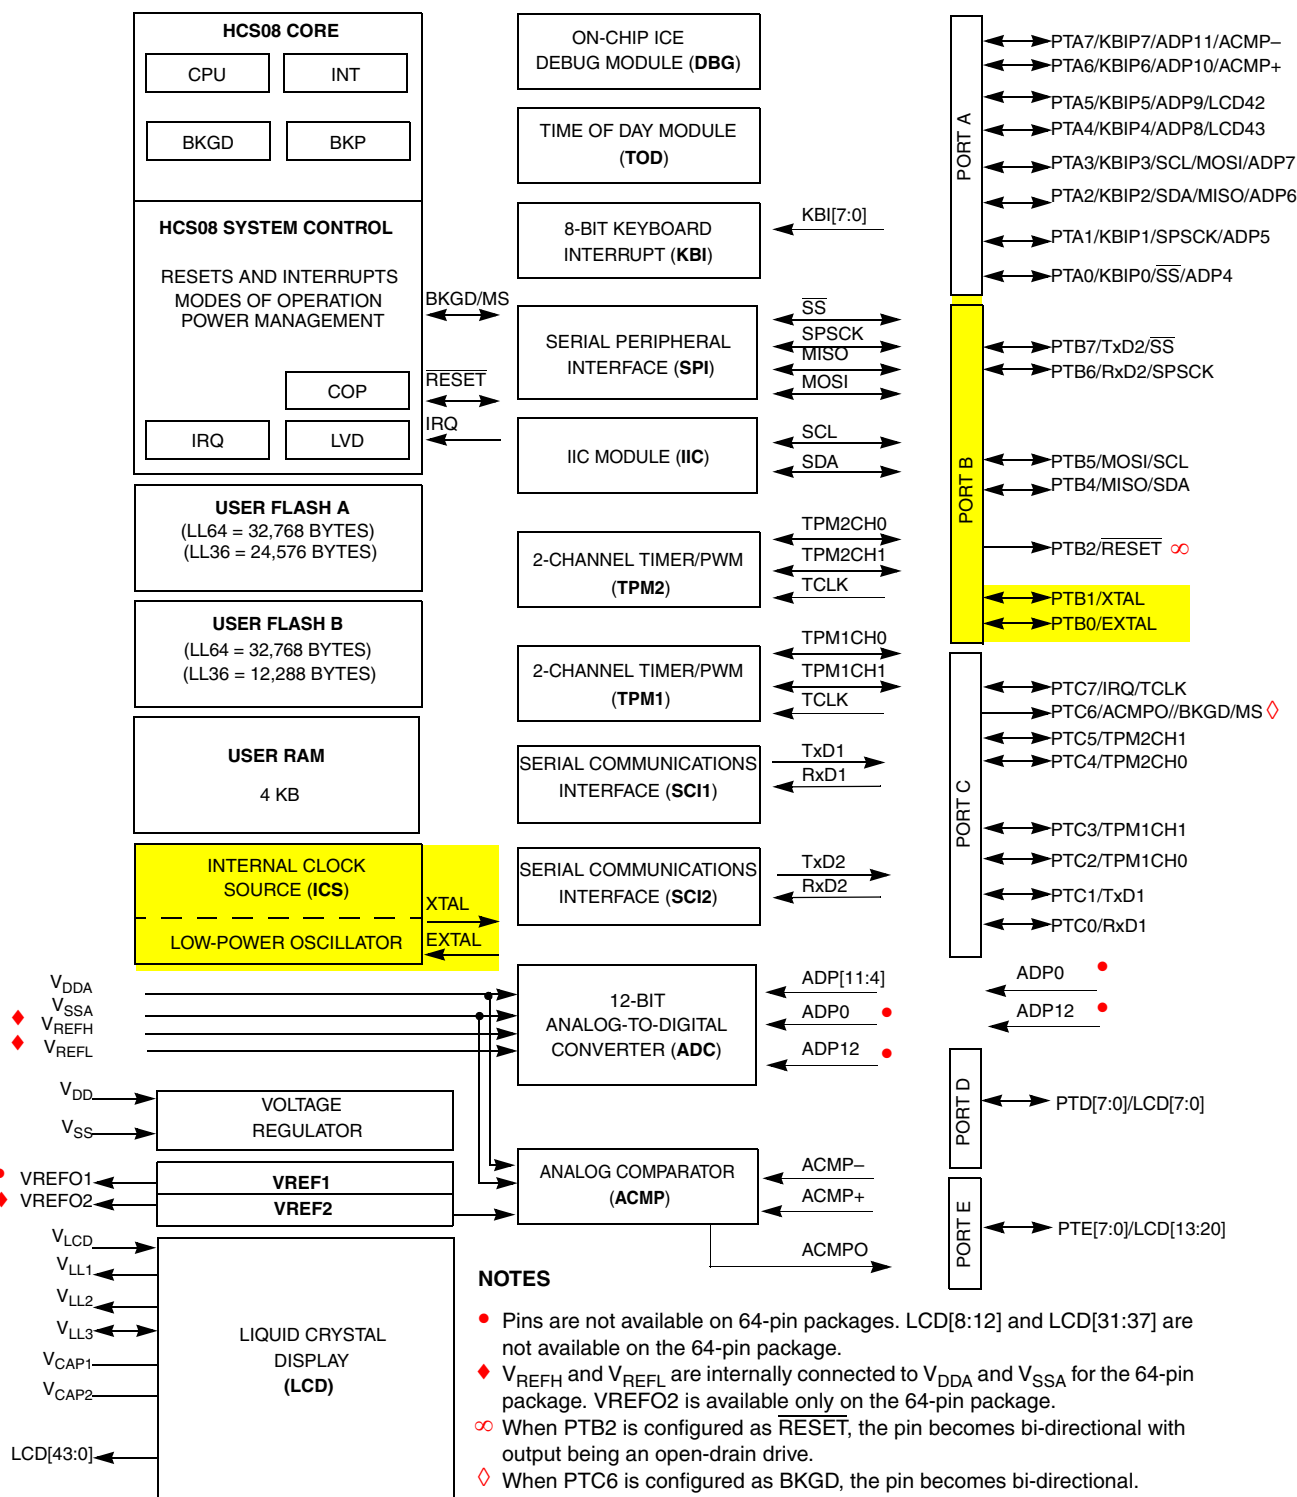 HCS08 CORE
CPU
INT
BKGD
BKP
HCS08 SYSTEM CONTROL
RESETS AND INTERRUPTS
MODES OF OPERATION
POWER MANAGEMENT
COP
IRQ
LVD
BKGD/MS
RESET
IRQ
USER FLASH A
(LL64 = 32,768 BYTES)
(LL36 = 24,576 BYTES)
USER FLASH B
(LL64 = 32,768 BYTES)
(LL36 = 12,288 BYTES)
USER RAM
4 KB
INTERNAL CLOCK
SOURCE (ICS)
LOW-POWER OSCILLATOR
XTAL
EXTAL
VDDA
VSSA
♦ VREFH
♦ VREFL
VDD
VSS
VOLTAGE
REGULATOR
• VREFO1
♦ VREFO2
VREF1
VREF2
VLCD
VLL1
VLL2
VLL3
VCAP1
VCAP2
LCD[43:0]
LIQUID CRYSTAL
DISPLAY
(LCD)
ON-CHIP ICE
DEBUG MODULE (DBG)
TIME OF DAY MODULE
(TOD)
8-BIT KEYBOARD
INTERRUPT (KBI)
KBI[7:0]
SERIAL PERIPHERAL
INTERFACE (SPI)
SS
SPSCK
MISO
MOSI
IIC MODULE (IIC)
SCL
SDA
2-CHANNEL TIMER/PWM
(TPM2)
TPM2CH0
TPM2CH1
TCLK
2-CHANNEL TIMER/PWM
(TPM1)
TPM1CH0
TPM1CH1
TCLK
SERIAL COMMUNICATIONS
INTERFACE (SCI1)
TxD1
RxD1
SERIAL COMMUNICATIONS
INTERFACE (SCI2)
TxD2
RxD2
12-BIT
ANALOG-TO-DIGITAL
CONVERTER (ADC)
ADP[11:4]
ADP0 •
ADP12 •
ANALOG COMPARATOR
(ACMP)
ACMP–
ACMP+
ACMPO
PORT A
PTA7/KBIP7/ADP11/ACMP–
PTA6/KBIP6/ADP10/ACMP+
PTA5/KBIP5/ADP9/LCD42
PTA4/KBIP4/ADP8/LCD43
PTA3/KBIP3/SCL/MOSI/ADP7
PTA2/KBIP2/SDA/MISO/ADP6
PTA1/KBIP1/SPSCK/ADP5
PTA0/KBIP0/SS/ADP4
PORT B
PTB7/TxD2/SS
PTB6/RxD2/SPSCK
PTB5/MOSI/SCL
PTB4/MISO/SDA
PTB2/RESET ∞
PTB1/XTAL
PTB0/EXTAL
PORT C
PTC7/IRQ/TCLK
PTC6/ACMPO//BKGD/MS ◊
PTC5/TPM2CH1
PTC4/TPM2CH0
PTC3/TPM1CH1
PTC2/TPM1CH0
PTC1/TxD1
PTC0/RxD1
ADP0 •
ADP12 •
PORT D
PTD[7:0]/LCD[7:0]
PORT E
PTE[7:0]/LCD[13:20]
NOTES
• Pins are not available on 64-pin packages. LCD[8:12] and LCD[31:37] are
not available on the 64-pin package.
♦ VREFH and VREFL are internally connected to VDDA and VSSA for the 64-pin
package. VREFO2 is available only on the 64-pin package.
∞ When PTB2 is configured as RESET, the pin becomes bi-directional with
output being an open-drain drive.
◊ When PTC6 is configured as BKGD, the pin becomes bi-directional.